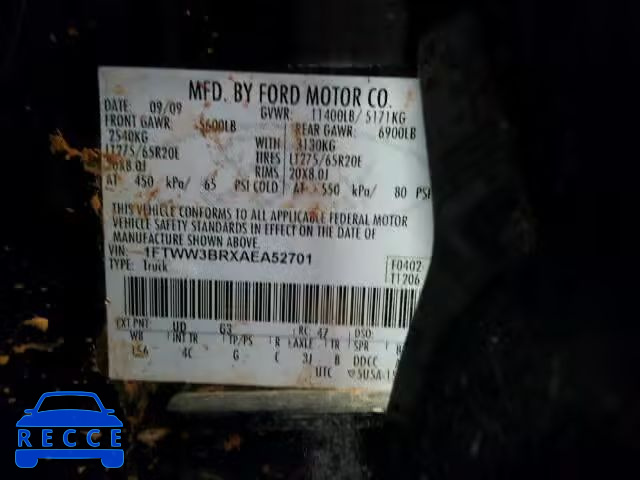 MFD. BY FORD MOTOR CO.
DATE: 09/09 GVWR: 11400LB/ 5171KG
FRONT GAWR: 5600LB REAR GAWR: 6900LB
2540KG WITH 3130KG
LT275/65R20E TIRES LT275/65R20E
20X8.0J RIMS 20X8.0J
AT 450 kPa/ 65 PSI COLD AT 550 kPa/ 80 PSI
THIS VEHICLE CONFORMS TO ALL APPLICABLE FEDERAL MOTOR
VEHICLE SAFETY STANDARDS IN EFFECT ON THE DATE OF
MANUFACTURE SHOWN ABOVE.
VIN: 1FTWW3BRXAEA52701
TYPE: Truck
F0402
T1206
EXT PNT: UD G3 RC: 47 DSO
WB INT TR TP/PS R AXLE TR SPR
156 4C G C 3J B DDCC
UTC
RECCE